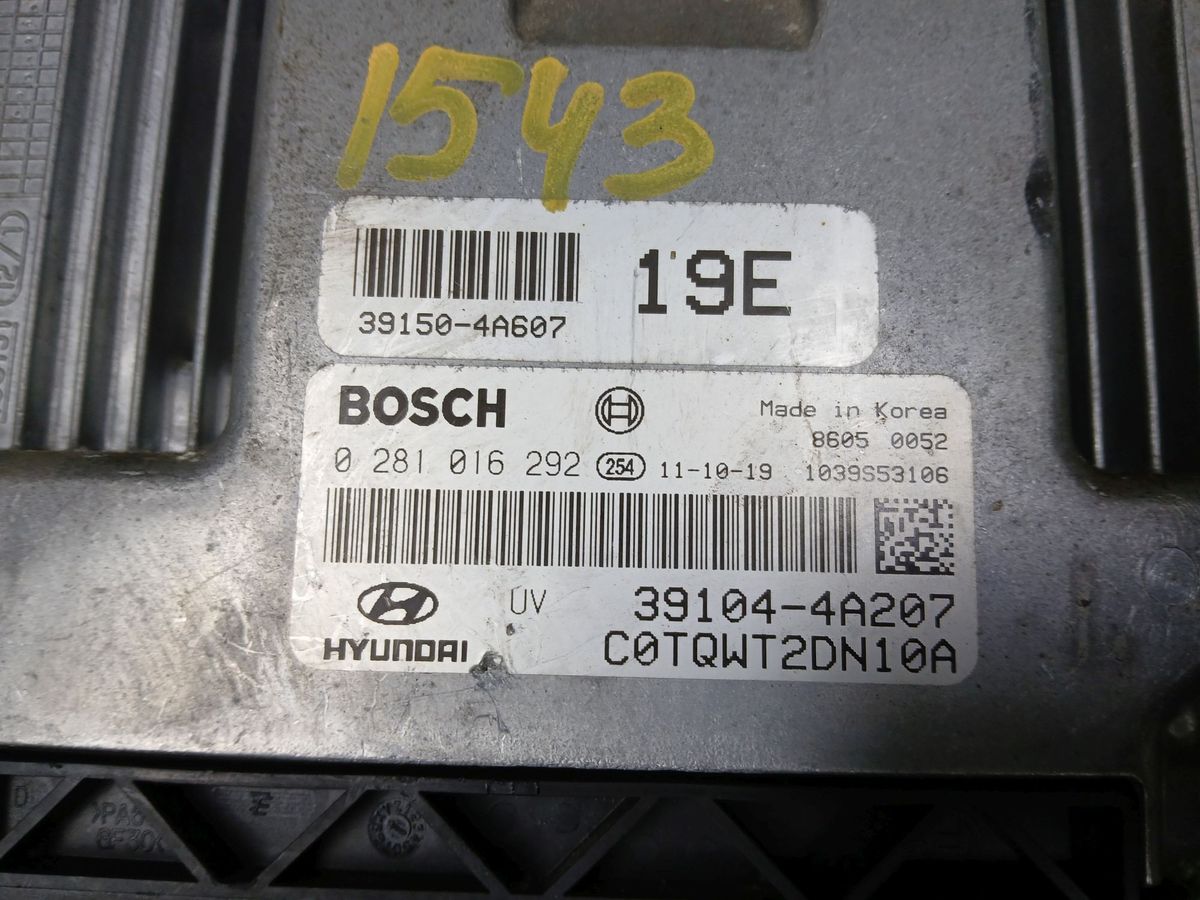 1543
19E
39150-4A607
BOSCH
Made in Korea
8605 0052
0 281 016 292 254 11-10-19 1039S53106
HYUNDAI
UV
39104-4A207
C0TQWT2DN10A